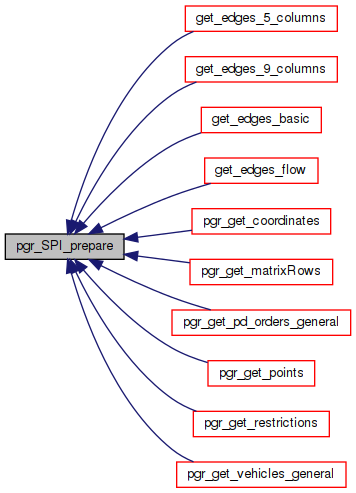 get_edges_5_columns
get_edges_9_columns
get_edges_basic
get_edges_flow
pgr_get_coordinates
pgr_SPI_prepare
pgr_get_matrixRows
pgr_get_pd_orders_general
pgr_get_points
pgr_get_restrictions
pgr_get_vehicles_general